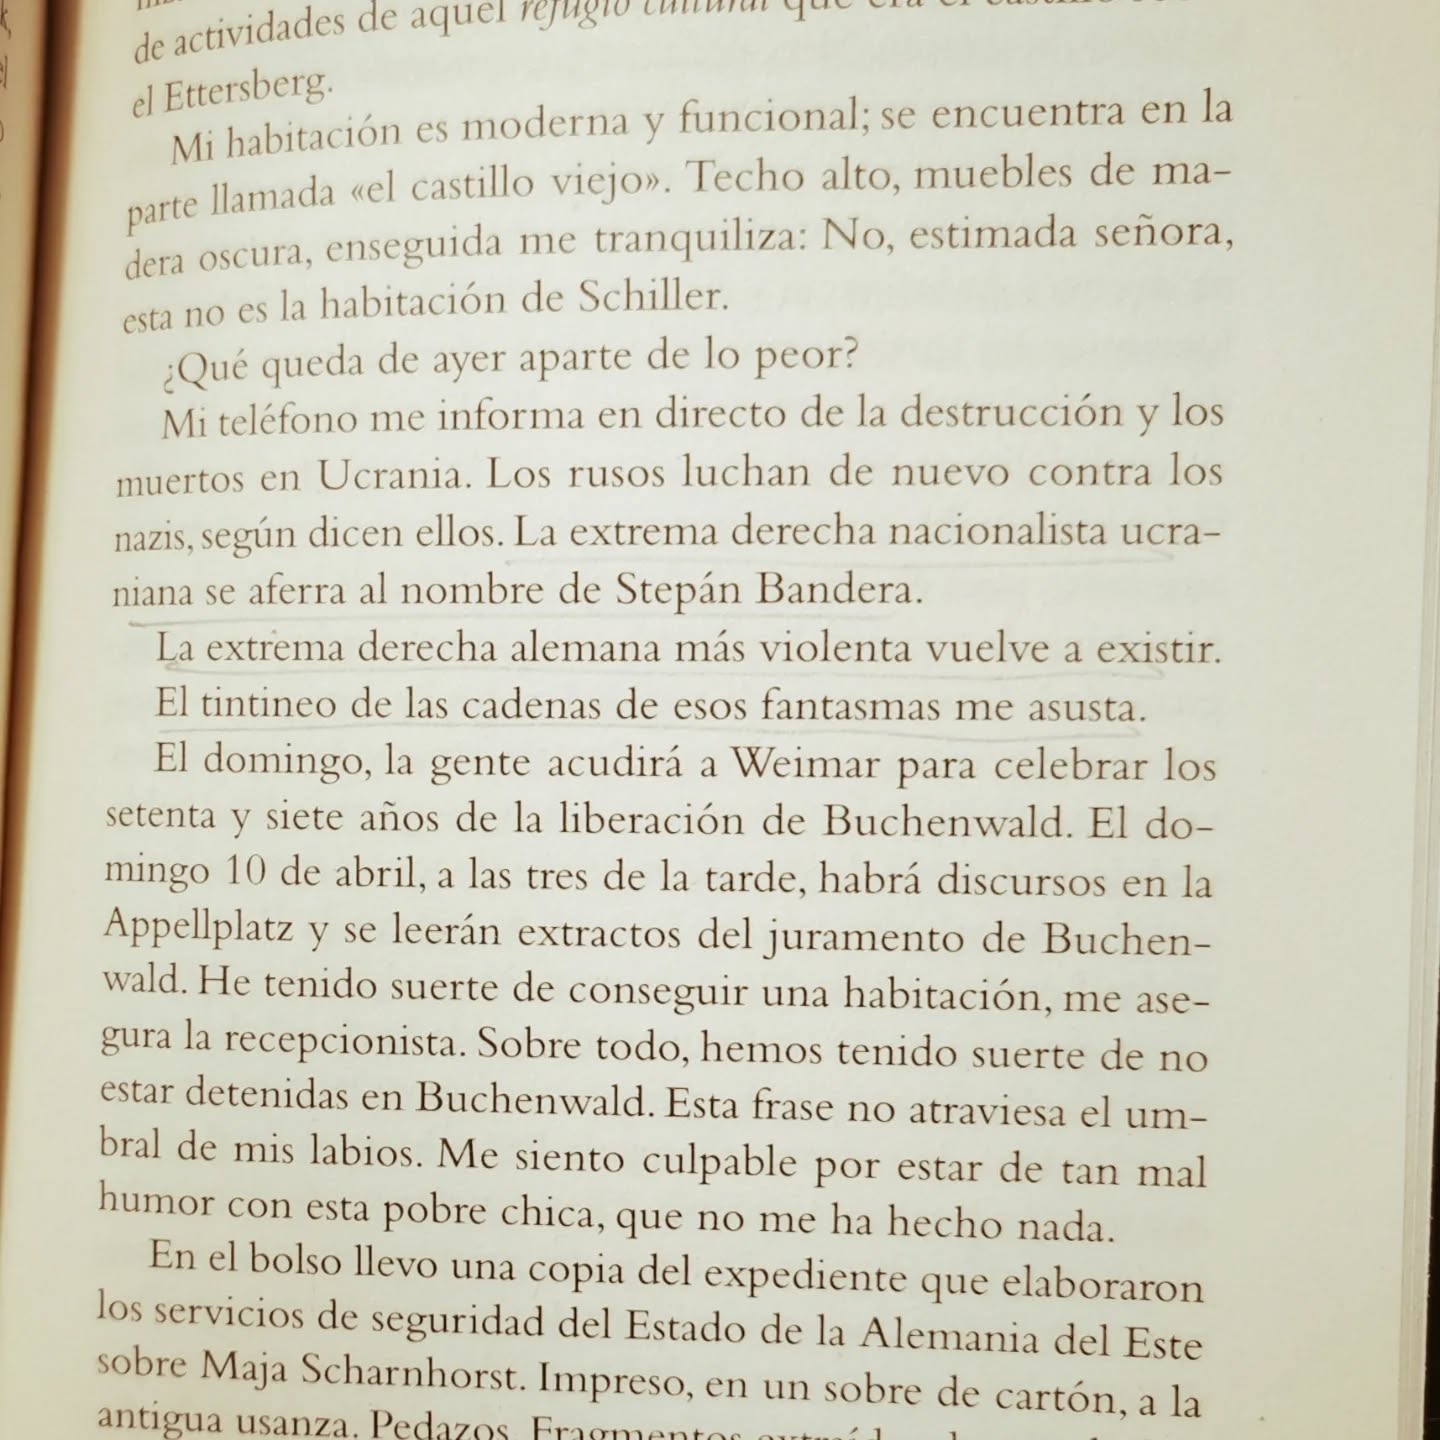 de actividades de aquel refugio cultural que era el castillo
el Ettersberg.
Mi habitación es moderna y funcional; se encuentra en la
parte llamada «el castillo viejo». Techo alto, muebles de ma-
dera oscura, enseguida me tranquiliza: No, estimada señora,
esta no es la habitación de Schiller.
¿Qué queda de ayer aparte de lo peor?
Mi teléfono me informa en directo de la destrucción y los
muertos en Ucrania. Los rusos luchan de nuevo contra los
nazis, según dicen ellos. La extrema derecha nacionalista ucra-
niana se aferra al nombre de Stepán Bandera.
La extrema derecha alemana más violenta vuelve a existir.
El tintineo de las cadenas de esos fantasmas me asusta.
El domingo, la gente acudirá a Weimar para celebrar los
setenta y siete años de la liberación de Buchenwald. El do-
mingo 10 de abril, a las tres de la tarde, habrá discursos en la
Appellplatz y se leerán extractos del juramento de Buchen-
wald. He tenido suerte de conseguir una habitación, me ase-
gura la recepcionista. Sobre todo, hemos tenido suerte de no
estar detenidas en Buchenwald. Esta frase no atraviesa el um-
bral de mis labios. Me siento culpable por estar de tan mal
humor con esta pobre chica, que no me ha hecho nada.
En el bolso llevo una copia del expediente que elaboraron
los servicios de seguridad del Estado de la Alemania del Este
sobre Maja Scharnhorst. Impreso, en un sobre de cartón, a la
antigua usanza. Pedazos. Fragmentos